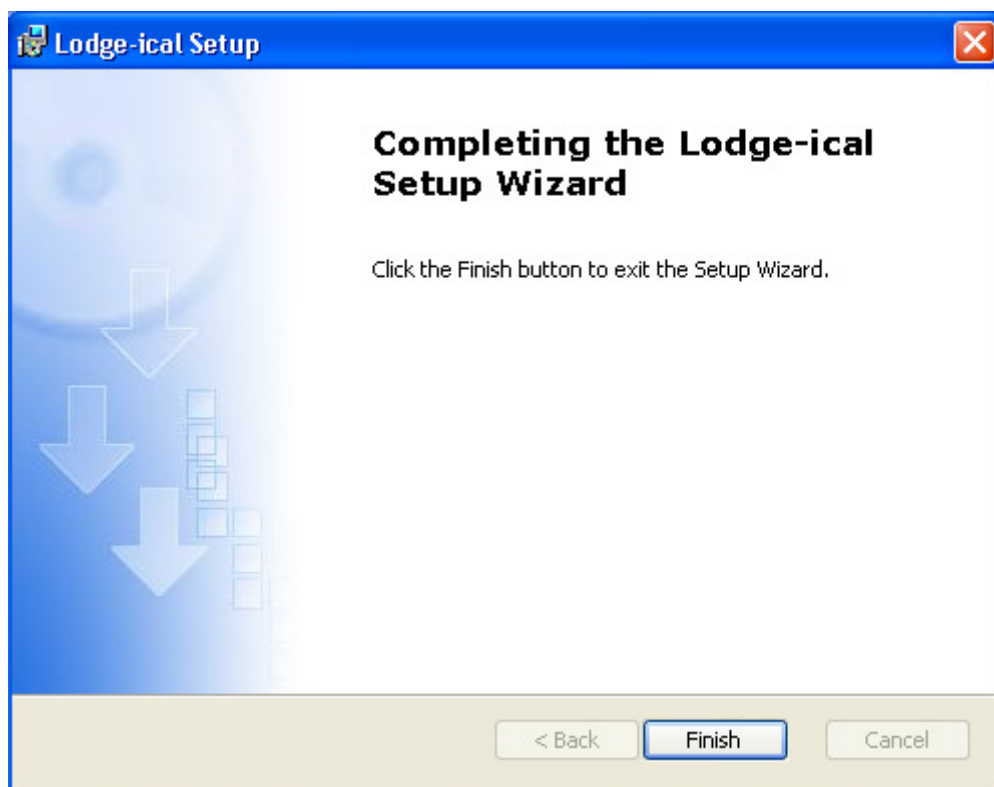 Lodge-ical Setup
Completing the Lodge-ical
Setup Wizard
Click the Finish button to exit the Setup Wizard.
< Back Finish Cancel